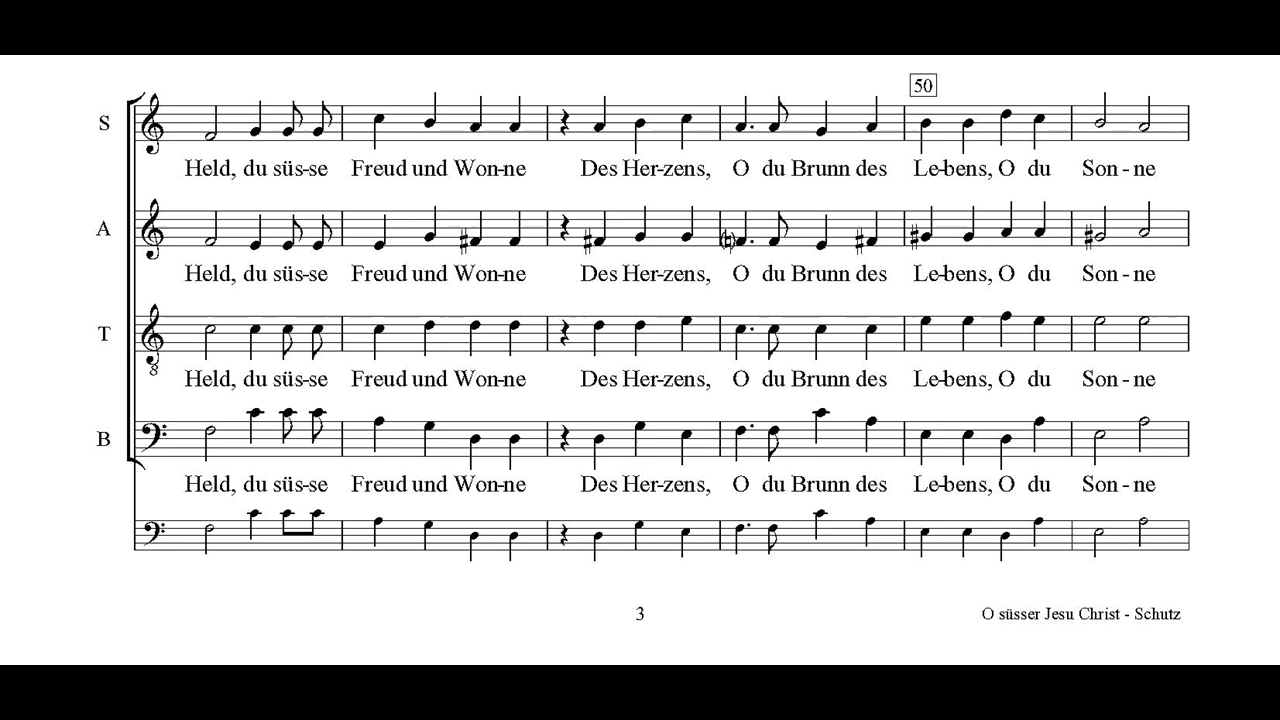 50
S
Held, du süs-se Freud und Won-ne Des Her-zens, O du Brunn des Le-bens, O du Son-ne
A
Held, du süs-se Freud und Won-ne Des Her-zens, O du Brunn des Le-bens, O du Son-ne
T
8
Held, du süs-se Freud und Won-ne Des Her-zens, O du Brunn des Le-bens, O du Son-ne
B
Held, du süs-se Freud und Won-ne Des Her-zens, O du Brunn des Le-bens, O du Son-ne
3
O süsser Jesu Christ - Schutz